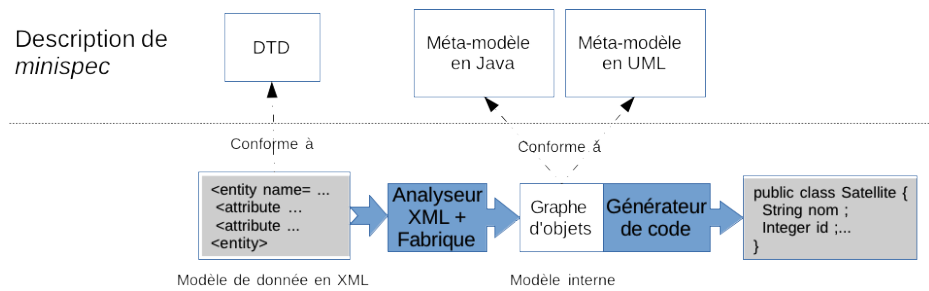 Description de
minispec
DTD
Méta-modèle
en Java
Méta-modèle
en UML
Conforme à
Conforme á
<entity name= ...
<attribute ...
<attribute ...
<entity>
Analyseur
XML +
Fabrique
Graphe
d'objets
Générateur
de code
public class Satellite {
String nom ;
Integer id ;...
}
Modèle de donnée en XML
Modèle interne